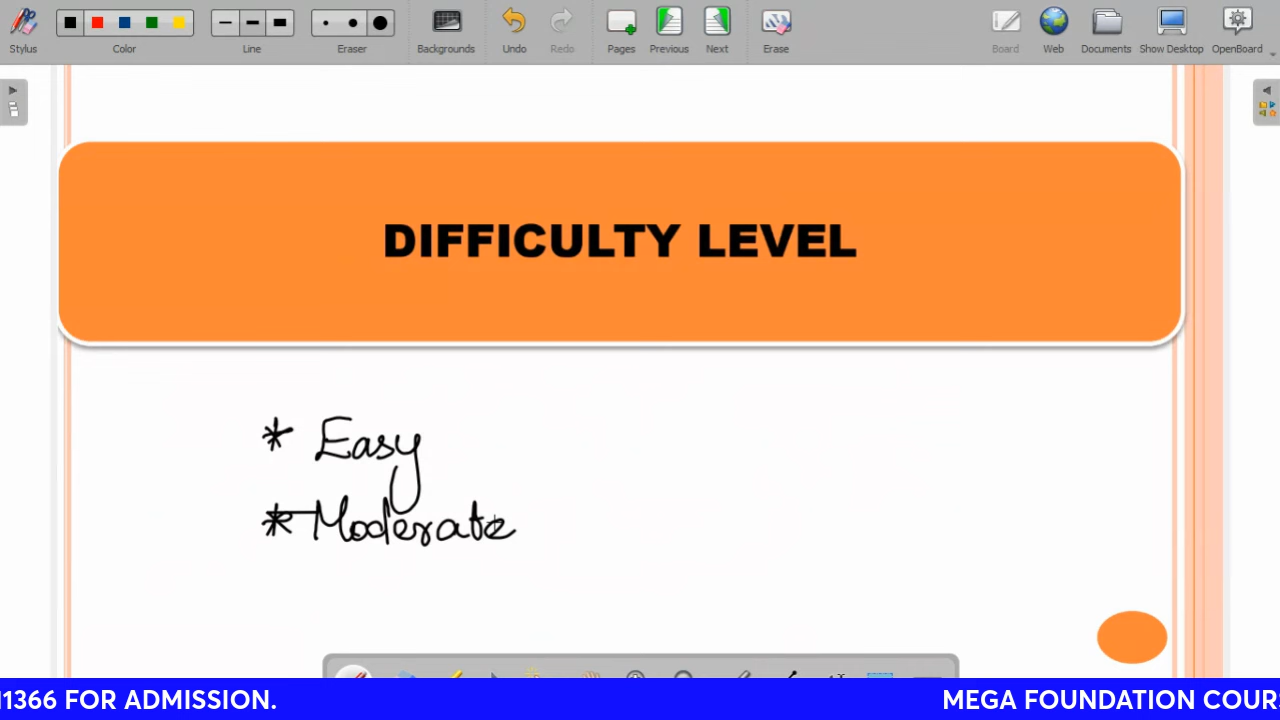 Stylus Color Line Eraser Backgrounds Undo Redo Pages Previous Next Erase Board Web Documents Show Desktop OpenBoard
DIFFICULTY LEVEL
* Easy
* Moderate
11366 FOR ADMISSION. MEGA FOUNDATION COUR